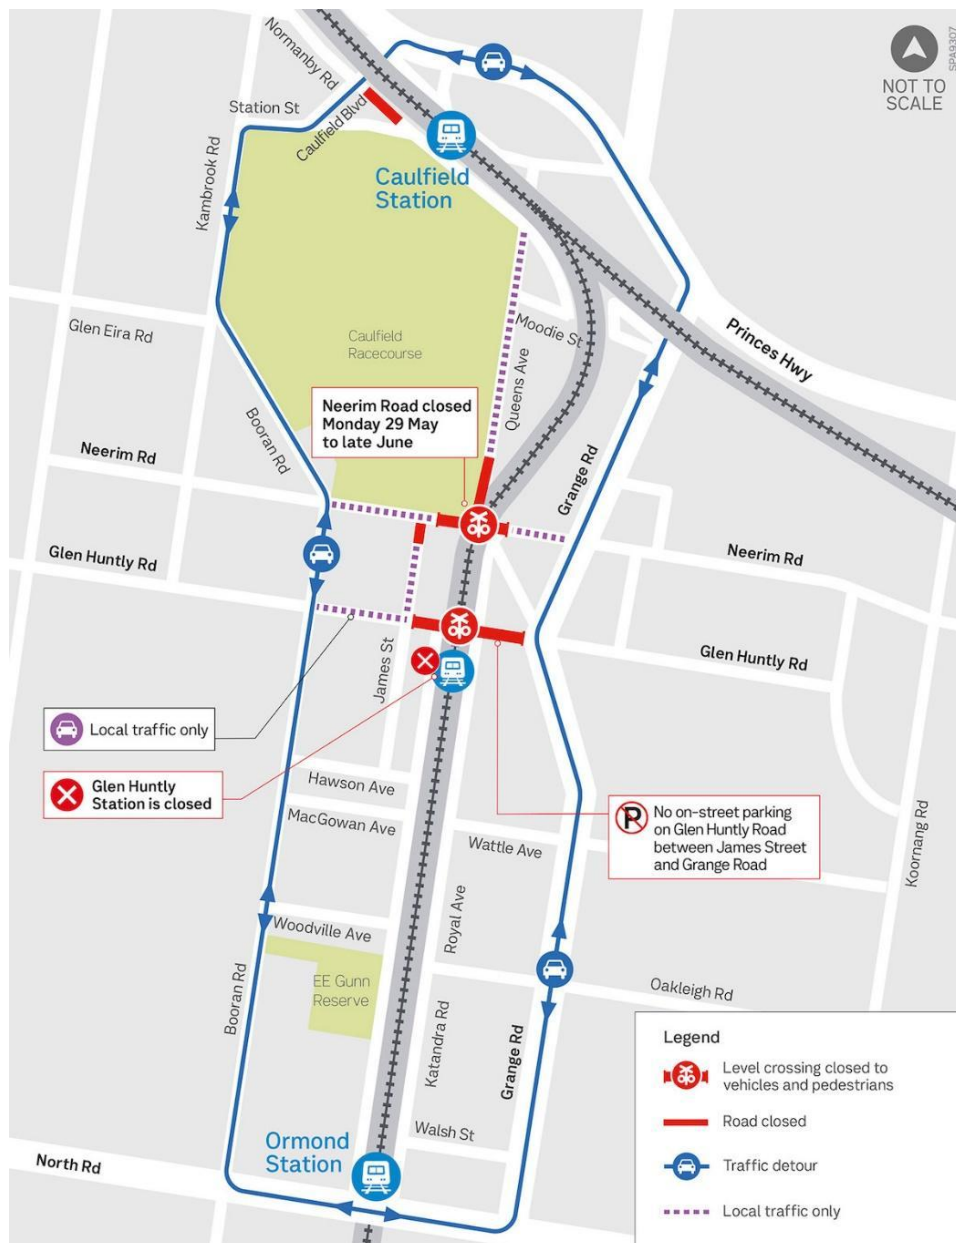 SPA9307
NOT TO
SCALE
Normanby Rd
Station St
Caulfield Blvd
Caulfield
Station
Kambrook Rd
Glen Eira Rd
Caulfield
Racecourse
Moodie St
Queens Ave
Princes Hwy
Neerim Road closed
Monday 29 May
to late June
Booran Rd
Neerim Rd
Grange Rd
Glen Huntly Rd
Neerim Rd
James St
Glen Huntly Rd
Local traffic only
Glen Huntly
Station is closed
Hawson Ave
MacGowan Ave
Wattle Ave
P
No on-street parking
on Glen Huntly Road
between James Street
and Grange Road
Koornang Rd
Woodville Ave
Royal Ave
EE Gunn
Reserve
Booran Rd
Oakleigh Rd
Katandra Rd
Grange Rd
Walsh St
Ormond
Station
North Rd
Legend
Level crossing closed to
vehicles and pedestrians
Road closed
Traffic detour
Local traffic only